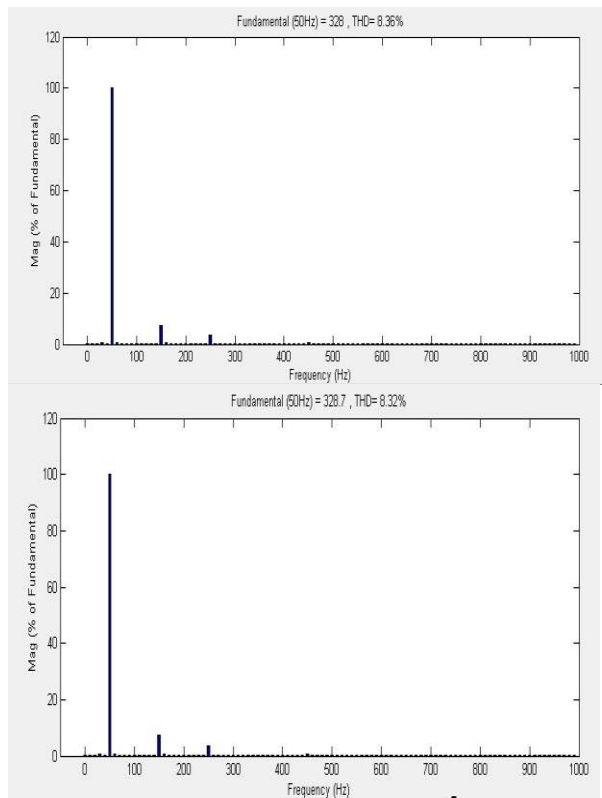 Fundamental (50Hz) = 328 , THD= 8.36%
120
100
80
60
40
20
0
Mag (% of Fundamental)
0 100 200 300 400 500 600 700 800 900 1000
Frequency (Hz)
Fundamental (50Hz) = 328.7 , THD= 8.32%
120
100
80
60
40
20
0
Mag (% of Fundamental)
0 100 200 300 400 500 600 700 800 900 1000
Frequency (Hz)